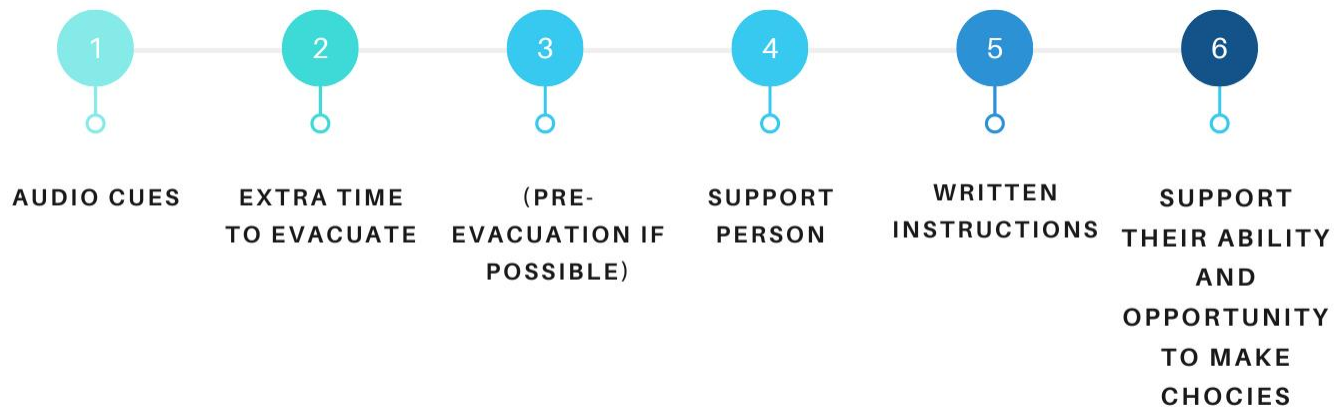 1
2
3
4
5
6
AUDIO CUES
EXTRA TIME
TO EVACUATE
(PRE-
EVACUATION IF
POSSIBLE)
SUPPORT
PERSON
WRITTEN
INSTRUCTIONS
SUPPORT
THEIR ABILITY
AND
OPPORTUNITY
TO MAKE
CHOCIES